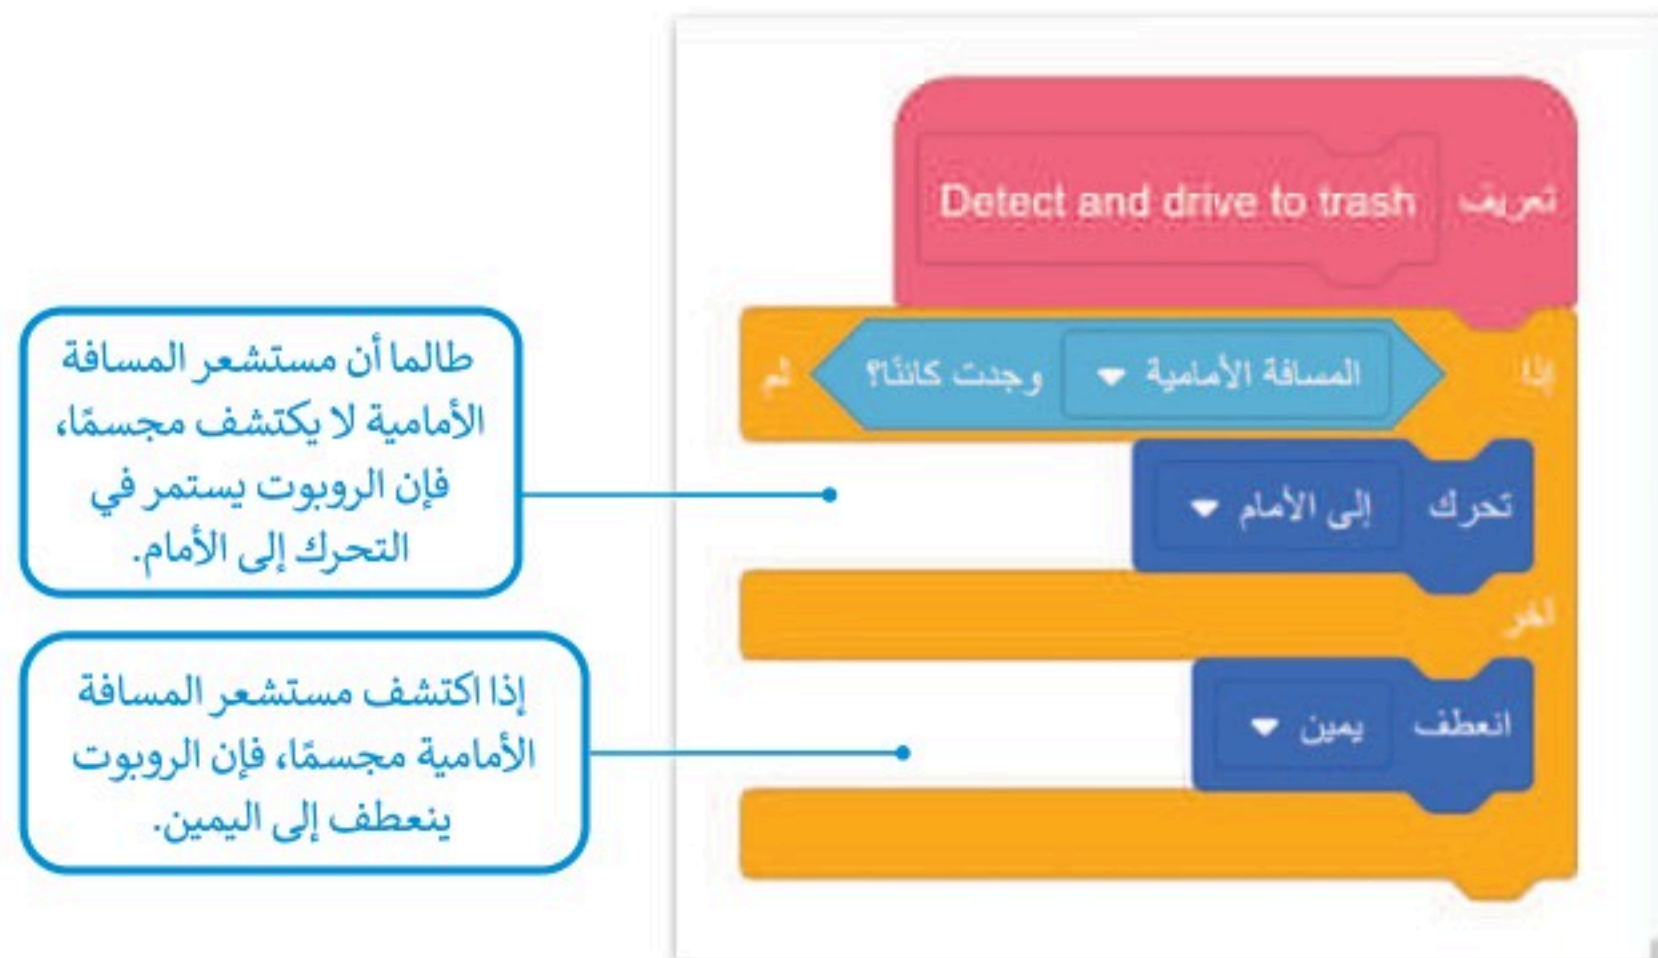 تعريف Detect and drive to trash
إذا المسافة الأمامية وجدت كائنًا؟ ثم
تحرك إلى الأمام
آخر
انعطف يمين
طالما أن مستشعر المسافة
الأمامية لا يكتشف مجسمًا،
فإن الروبوت يستمر في
التحرك إلى الأمام.
إذا اكتشف مستشعر المسافة
الأمامية مجسمًا، فإن الروبوت
ينعطف إلى اليمين.